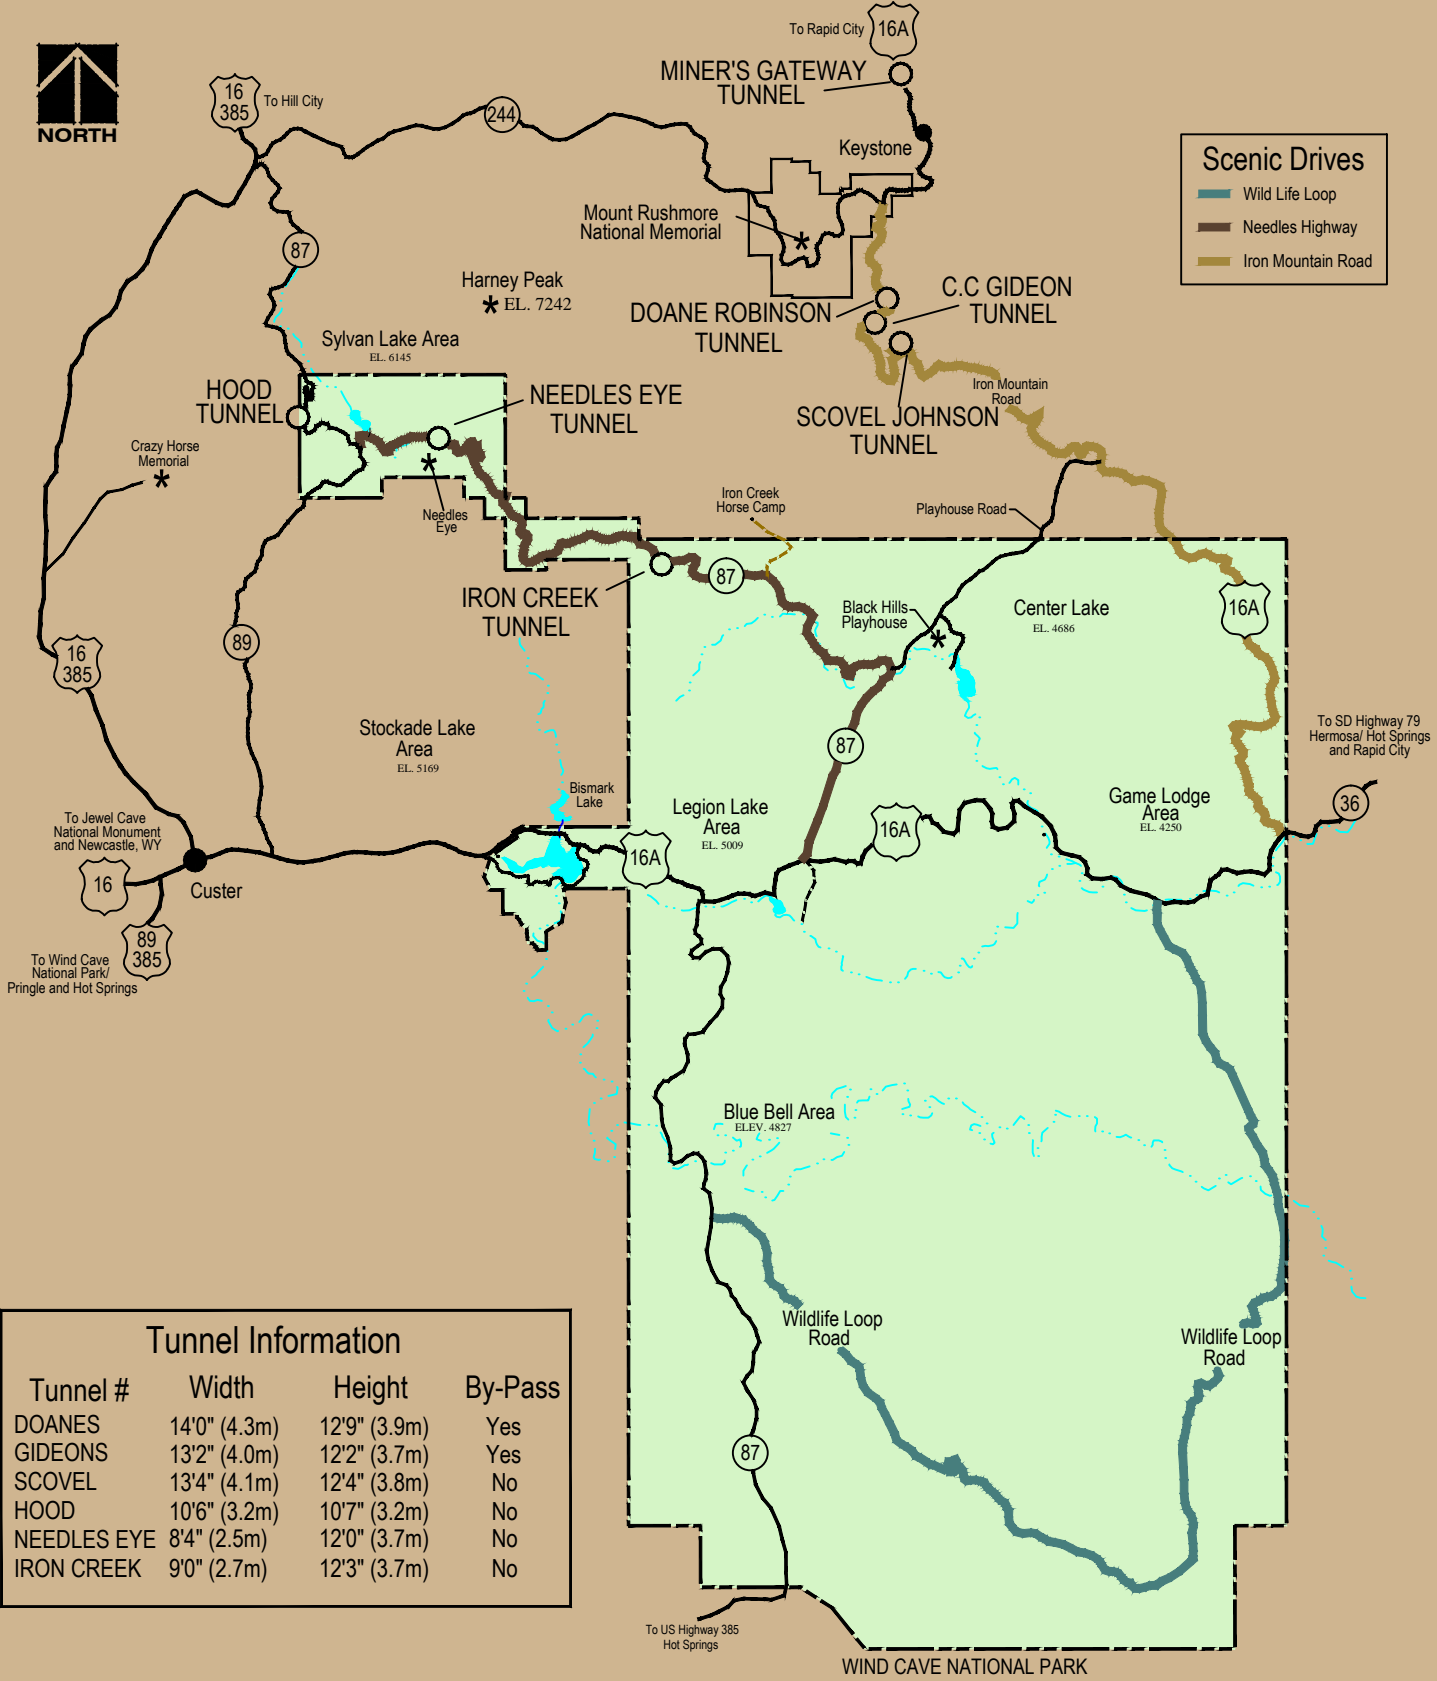 To Rapid City
16A
MINER'S GATEWAY
TUNNEL
NORTH
16
385
To Hill City
244
Keystone
Scenic Drives
Wild Life Loop
Needles Highway
Iron Mountain Road
Mount Rushmore
National Memorial
87
Harney Peak
EL. 7242
C.C GIDEON
TUNNEL
DOANE ROBINSON
TUNNEL
Sylvan Lake Area
EL. 6145
HOOD
TUNNEL
NEEDLES EYE
TUNNEL
Iron Mountain
Road
SCOVEL JOHNSON
TUNNEL
Crazy Horse
Memorial
Needles
Eye
Iron Creek
Horse Camp
Playhouse Road
IRON CREEK
TUNNEL
87
Black Hills
Playhouse
Center Lake
EL. 4686
16A
89
16
385
Stockade Lake
Area
EL. 5169
87
To SD Highway 79
Hermosa/ Hot Springs
and Rapid City
Bismark
Lake
Legion Lake
Area
EL. 5009
16A
Game Lodge
Area
EL. 4250
36
To Jewel Cave
National Monument
and Newcastle, WY
16A
16
Custer
89
385
To Wind Cave
National Park/
Pringle and Hot Springs
Blue Bell Area
ELEV. 4827
Wildlife Loop
Road
Wildlife Loop
Road
87
Tunnel Information
Tunnel # Width Height By-Pass
DOANES 14'0" (4.3m) 12'9" (3.9m) Yes
GIDEONS 13'2" (4.0m) 12'2" (3.7m) Yes
SCOVEL 13'4" (4.1m) 12'4" (3.8m) No
HOOD 10'6" (3.2m) 10'7" (3.2m) No
NEEDLES EYE 8'4" (2.5m) 12'0" (3.7m) No
IRON CREEK 9'0" (2.7m) 12'3" (3.7m) No
To US Highway 385
Hot Springs
WIND CAVE NATIONAL PARK